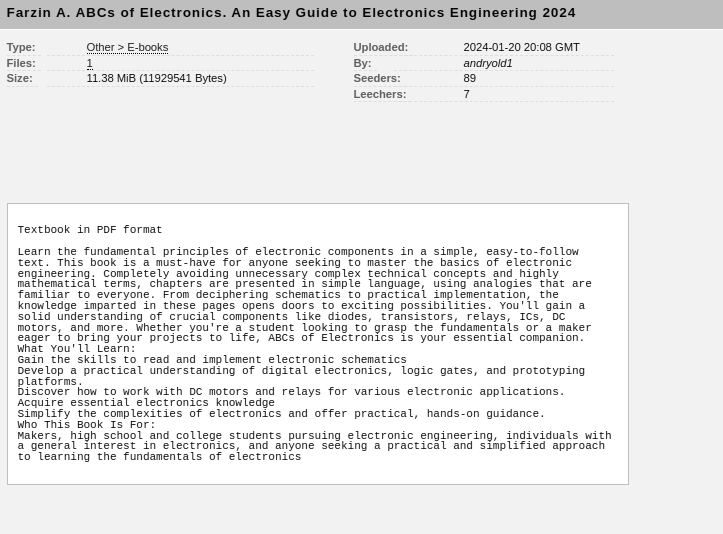 Farzin A. ABCs of Electronics. An Easy Guide to Electronics Engineering 2024
Type: Other > E-books
Files: 1
Size: 11.38 MiB (11929541 Bytes)
Uploaded: 2024-01-20 20:08 GMT
By: andryold1
Seeders: 89
Leechers: 7
Textbook in PDF format
Learn the fundamental principles of electronic components in a simple, easy-to-follow
text. This book is a must-have for anyone seeking to master the basics of electronic
engineering. Completely avoiding unnecessary complex technical concepts and highly
mathematical terms, chapters are presented in simple language, using analogies that are
familiar to everyone. From deciphering schematics to practical implementation, the
knowledge imparted in these pages opens doors to exciting possibilities. You'll gain a
solid understanding of crucial components like diodes, transistors, relays, ICs, DC
motors, and more. Whether you're a student looking to grasp the fundamentals or a maker
eager to bring your projects to life, ABCs of Electronics is your essential companion.
What You'll Learn:
Gain the skills to read and implement electronic schematics
Develop a practical understanding of digital electronics, logic gates, and prototyping
platforms.
Discover how to work with DC motors and relays for various electronic applications.
Acquire essential electronics knowledge
Simplify the complexities of electronics and offer practical, hands-on guidance.
Who This Book Is For:
Makers, high school and college students pursuing electronic engineering, individuals with
a general interest in electronics, and anyone seeking a practical and simplified approach
to learning the fundamentals of electronics